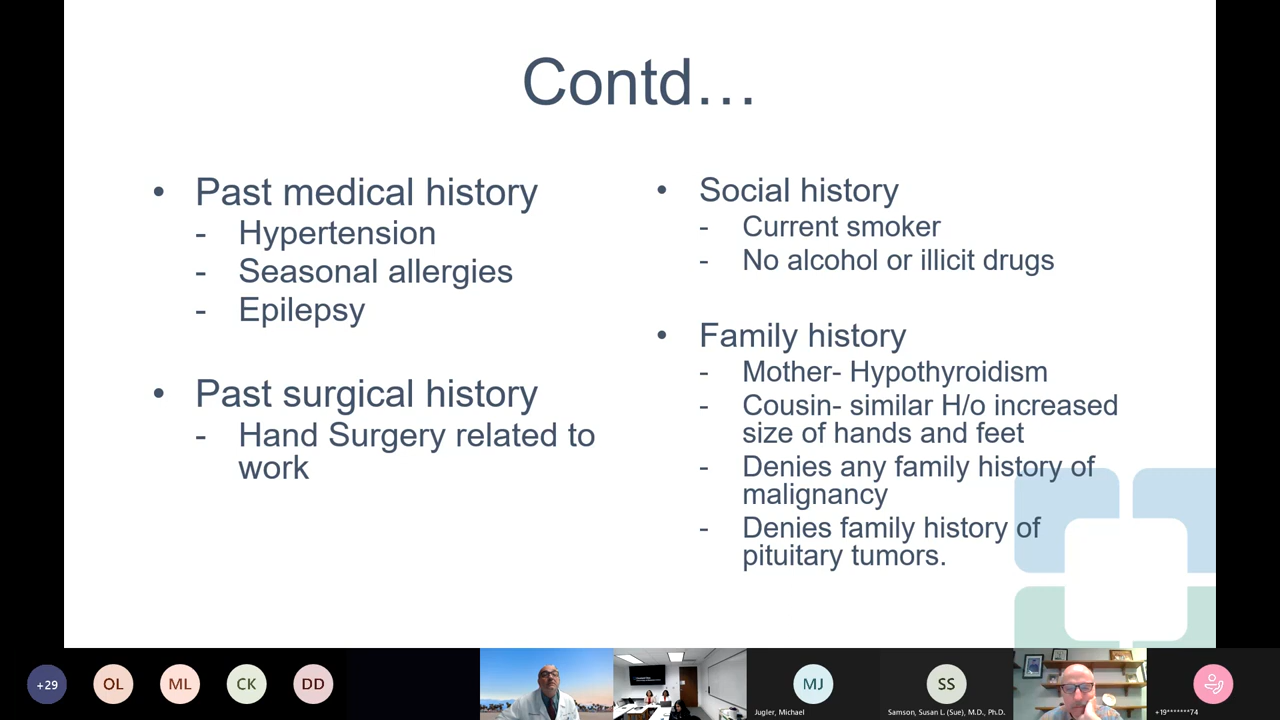 Contd…
• Past medical history
- Hypertension
- Seasonal allergies
- Epilepsy
• Past surgical history
- Hand Surgery related to
work
• Social history
- Current smoker
- No alcohol or illicit drugs
• Family history
- Mother- Hypothyroidism
- Cousin- similar H/o increased
size of hands and feet
- Denies any family history of
malignancy
- Denies family history of
pituitary tumors.
+29
OL
ML
CK
DD
MJ
Jugler, Michael
SS
Samson, Susan L. (Sue), M.D., Ph.D.
+19*******74